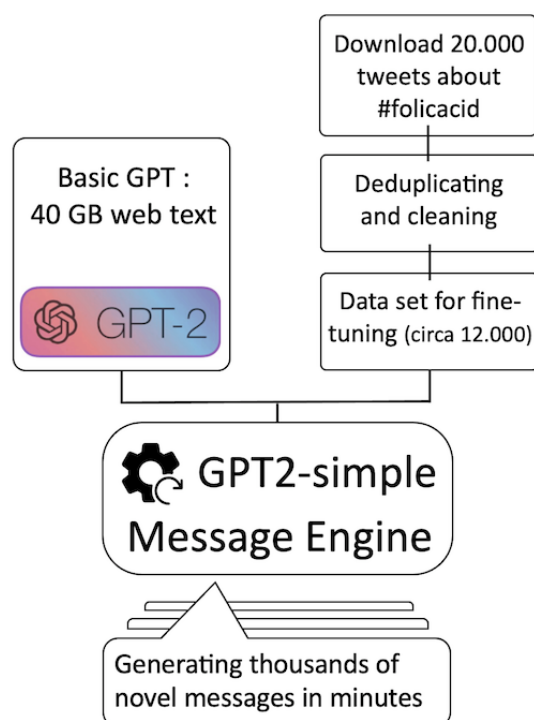 Download 20.000
tweets about
#folicacid
Basic GPT :
40 GB web text
GPT-2
Deduplicating
and cleaning
Data set for fine-
tuning (circa 12.000)
GPT2-simple
Message Engine
Generating thousands of
novel messages in minutes